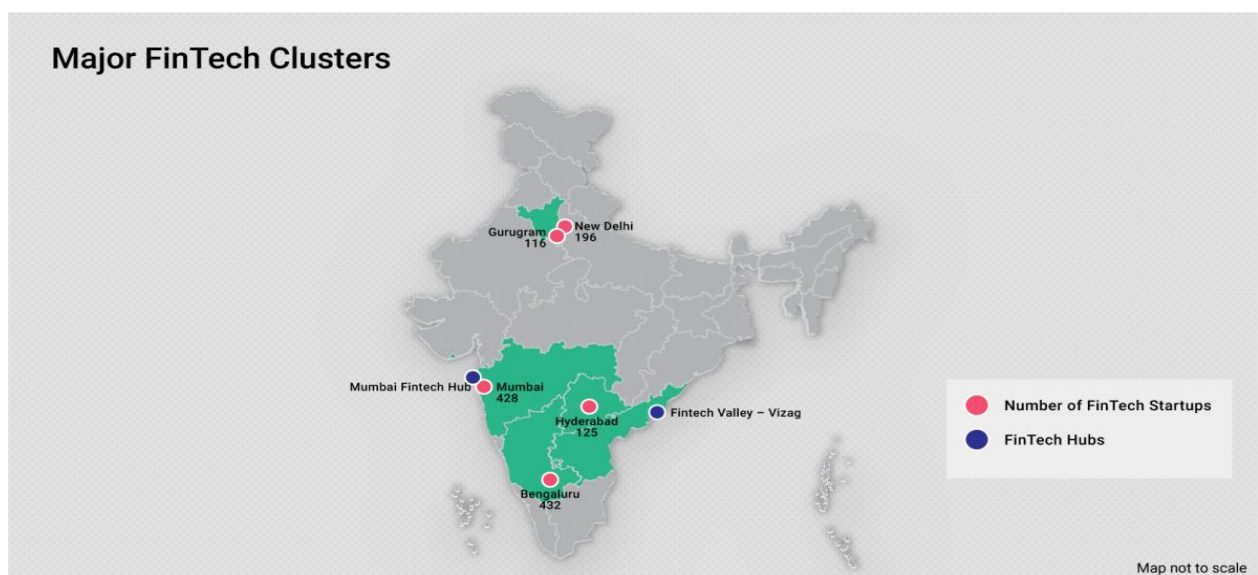 Major FinTech Clusters
New Delhi
196
Gurugram
116
Mumbai Fintech Hub
Mumbai
428
Hyderabad
125
Fintech Valley – Vizag
Bengaluru
432
Number of FinTech Startups
FinTech Hubs
Map not to scale